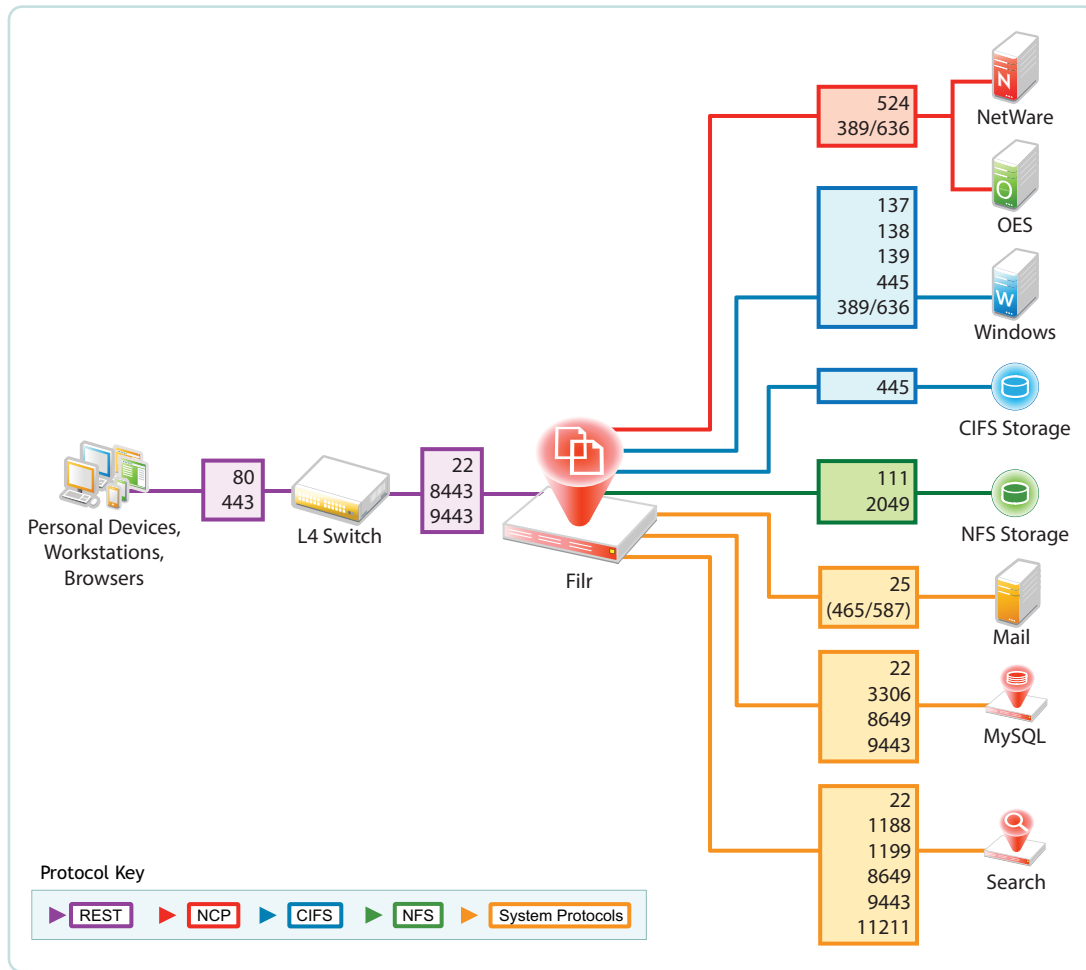 524
389/636
N
NetWare
O
OES
137
138
139
445
389/636
W
Windows
445
CIFS Storage
80
443
22
8443
9443
111
2049
Personal Devices,
Workstations,
Browsers
L4 Switch
Filr
NFS Storage
25
(465/587)
Mail
22
3306
8649
9443
MySQL
22
1188
1199
8649
9443
11211
Search
Protocol Key
REST
NCP
CIFS
NFS
System Protocols